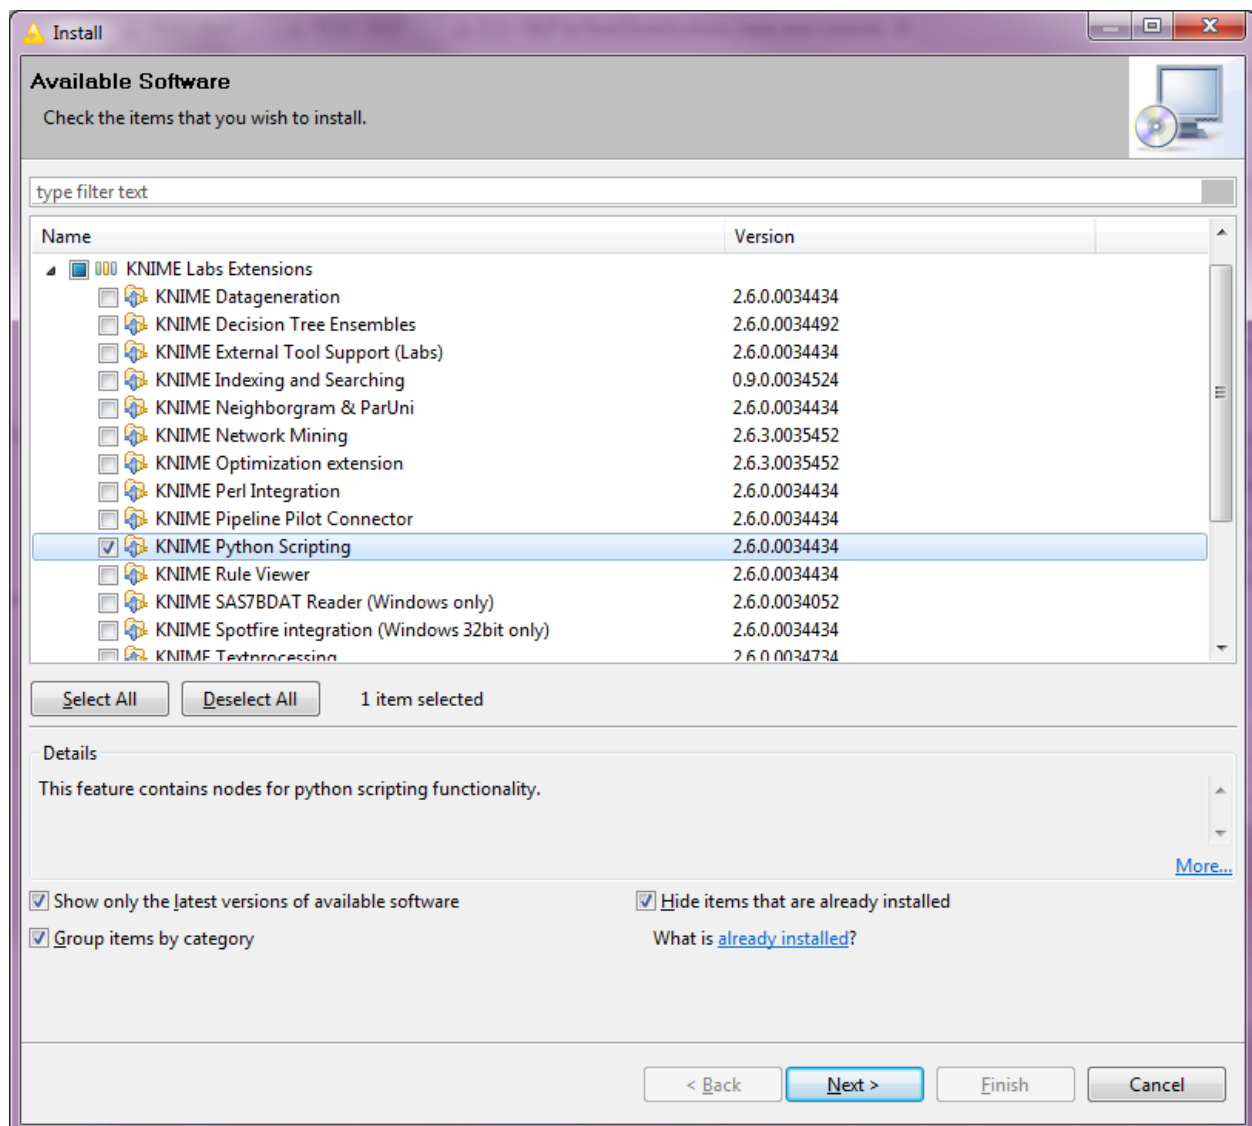 Install
Available Software
Check the items that you wish to install.
type filter text
Name Version
KNIME Labs Extensions
KNIME Datageneration 2.6.0.0034434
KNIME Decision Tree Ensembles 2.6.0.0034492
KNIME External Tool Support (Labs) 2.6.0.0034434
KNIME Indexing and Searching 0.9.0.0034524
KNIME Neighborgram & ParUni 2.6.0.0034434
KNIME Network Mining 2.6.3.0035452
KNIME Optimization extension 2.6.3.0035452
KNIME Perl Integration 2.6.0.0034434
KNIME Pipeline Pilot Connector 2.6.0.0034434
KNIME Python Scripting 2.6.0.0034434
KNIME Rule Viewer 2.6.0.0034434
KNIME SAS7BDAT Reader (Windows only) 2.6.0.0034052
KNIME Spotfire integration (Windows 32bit only) 2.6.0.0034434
KNIME Textprocessing 2.6.0.0034734
Select All Deselect All 1 item selected
Details
This feature contains nodes for python scripting functionality.
More...
Show only the latest versions of available software Hide items that are already installed
Group items by category What is already installed?
< Back Next > Finish Cancel